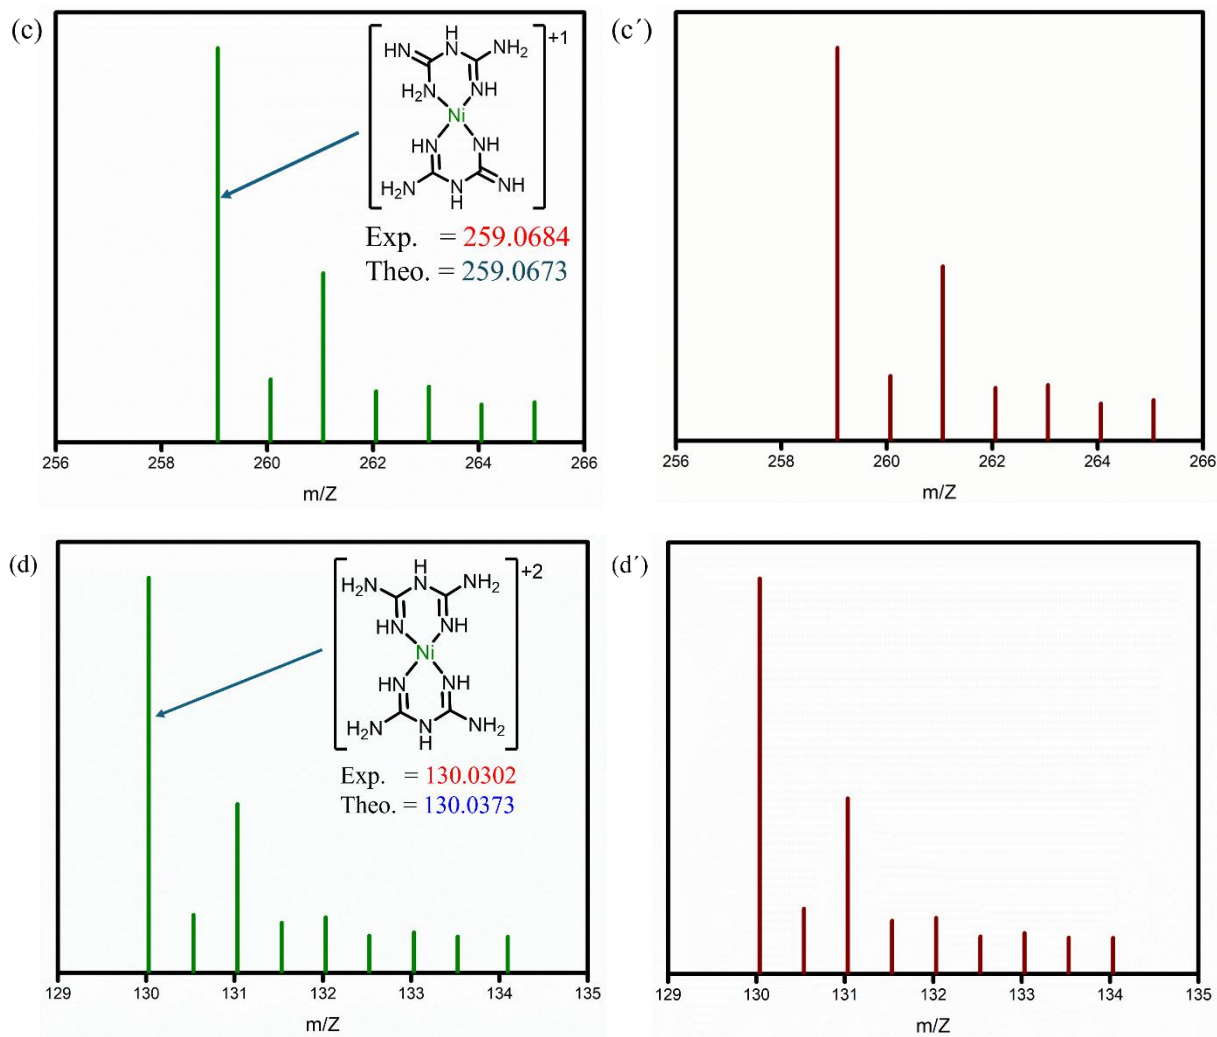 (c)
[ ]+1
H
HN N NH2
H2N NH
Ni
HN NH
H2N N NH
H
Exp. = 259.0684
Theo. = 259.0673
256 258 260 262 264 266
m/Z
(c´)
256 258 260 262 264 266
m/Z
(d)
[ ]+2
H
H2N N NH2
HN NH
Ni
HN NH
H2N N NH2
H
Exp. = 130.0302
Theo. = 130.0373
129 130 131 132 133 134 135
m/Z
(d´)
129 130 131 132 133 134 135
m/Z